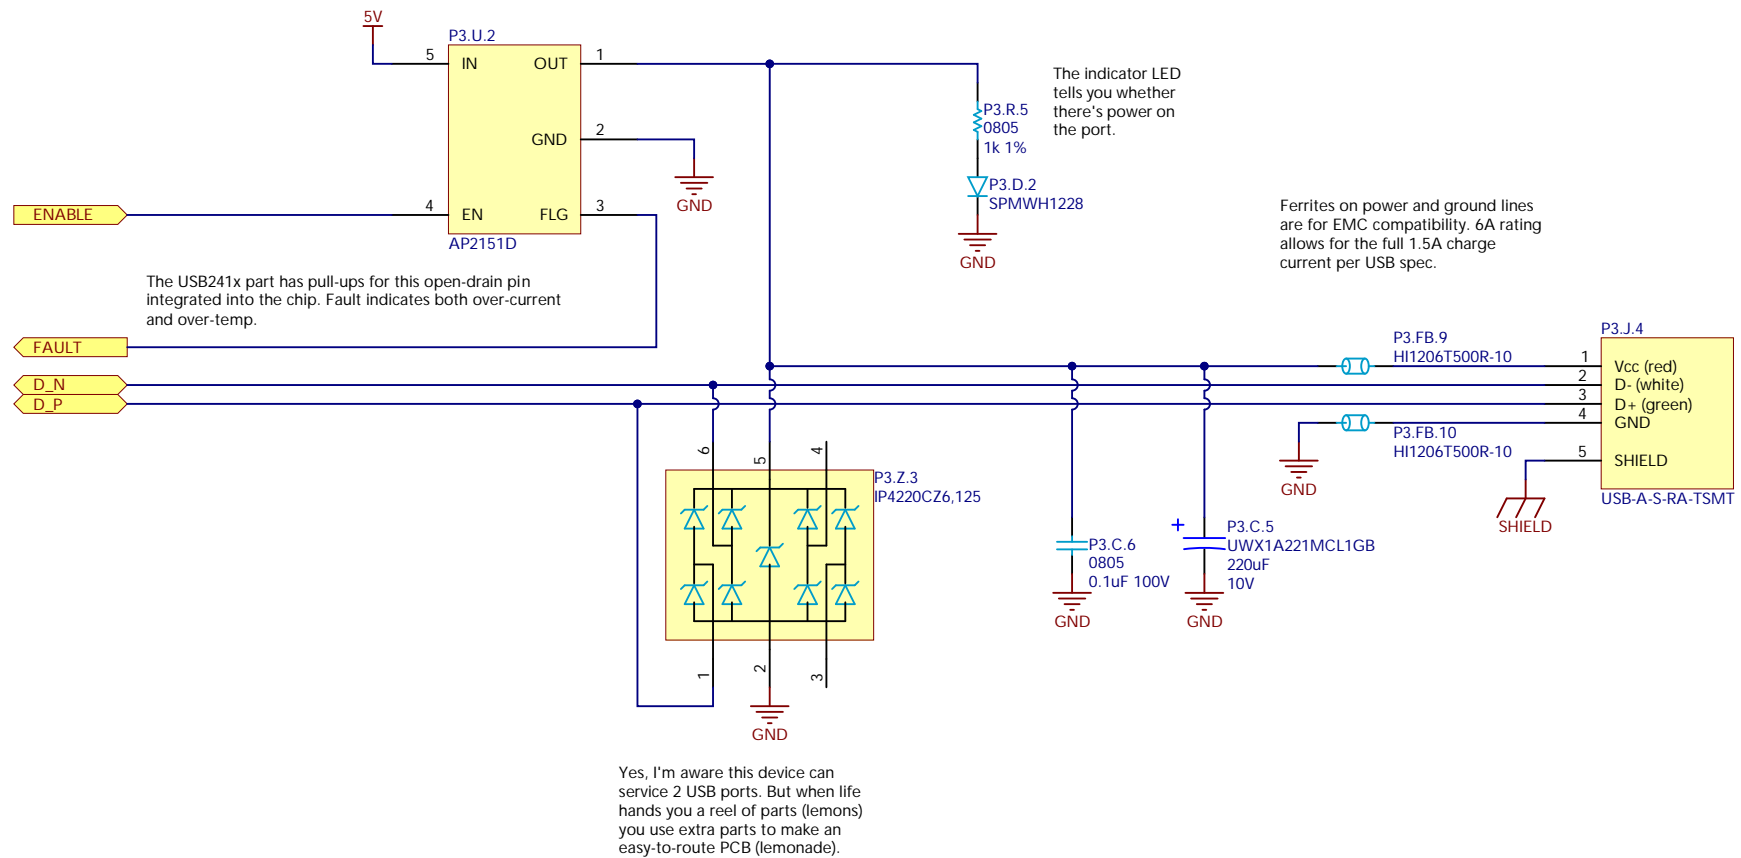 5V
P3.U.2
5
IN
OUT
1
GND
2
GND
4
EN
FLG
3
AP2151D
ENABLE
The USB241x part has pull-ups for this open-drain pin
integrated into the chip. Fault indicates both over-current
and over-temp.
FAULT
D_N
D_P
P3.R.5
0805
1k 1%
P3.D.2
SPMWH1228
GND
The indicator LED
tells you whether
there's power on
the port.
Ferrites on power and ground lines
are for EMC compatibility. 6A rating
allows for the full 1.5A charge
current per USB spec.
P3.FB.9
HI1206T500R-10
P3.FB.10
HI1206T500R-10
GND
P3.J.4
1
Vcc (red)
2
D- (white)
3
D+ (green)
4
GND
5
SHIELD
USB-A-S-RA-TSMT
SHIELD
6
5
4
P3.Z.3
IP4220CZ6,125
1
2
3
GND
P3.C.6
0805
0.1uF 100V
GND
+
P3.C.5
UWX1A221MCL1GB
220uF
10V
GND
Yes, I'm aware this device can
service 2 USB ports. But when life
hands you a reel of parts (lemons)
you use extra parts to make an
easy-to-route PCB (lemonade).